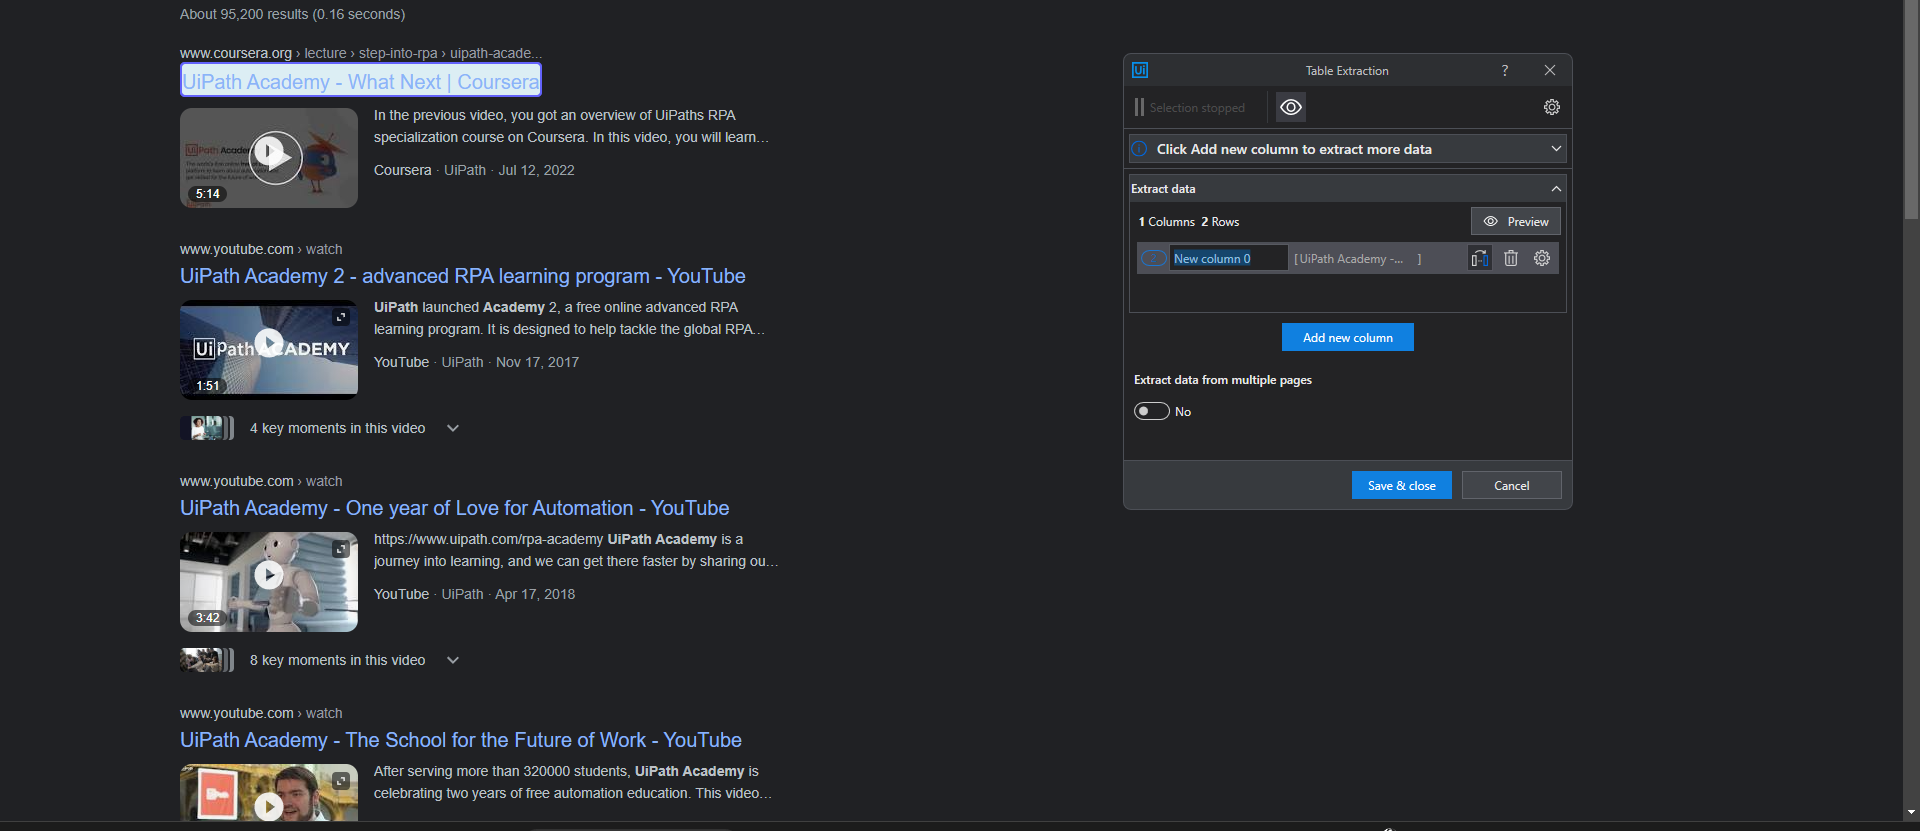 About 95,200 results (0.16 seconds)
www.coursera.org › lecture › step-into-rpa › uipath-acade...
UiPath Academy - What Next | Coursera
UiPath Academy
5:14
In the previous video, you got an overview of UiPaths RPA
specialization course on Coursera. In this video, you will learn...
Coursera · UiPath · Jul 12, 2022
www.youtube.com › watch
UiPath Academy 2 - advanced RPA learning program - YouTube
UiPath ACADEMY
1:51
UiPath launched Academy 2, a free online advanced RPA
learning program. It is designed to help tackle the global RPA...
YouTube · UiPath · Nov 17, 2017
4 key moments in this video
www.youtube.com › watch
UiPath Academy - One year of Love for Automation - YouTube
3:42
https://www.uipath.com/rpa-academy UiPath Academy is a
journey into learning, and we can get there faster by sharing ou...
YouTube · UiPath · Apr 17, 2018
8 key moments in this video
www.youtube.com › watch
UiPath Academy - The School for the Future of Work - YouTube
After serving more than 320000 students, UiPath Academy is
celebrating two years of free automation education. This video...
Ui
Table Extraction
?
Selection stopped
Click Add new column to extract more data
Extract data
1 Columns 2 Rows
Preview
New column 0
[UiPath Academy -... ]
Add new column
Extract data from multiple pages
No
Save & close
Cancel